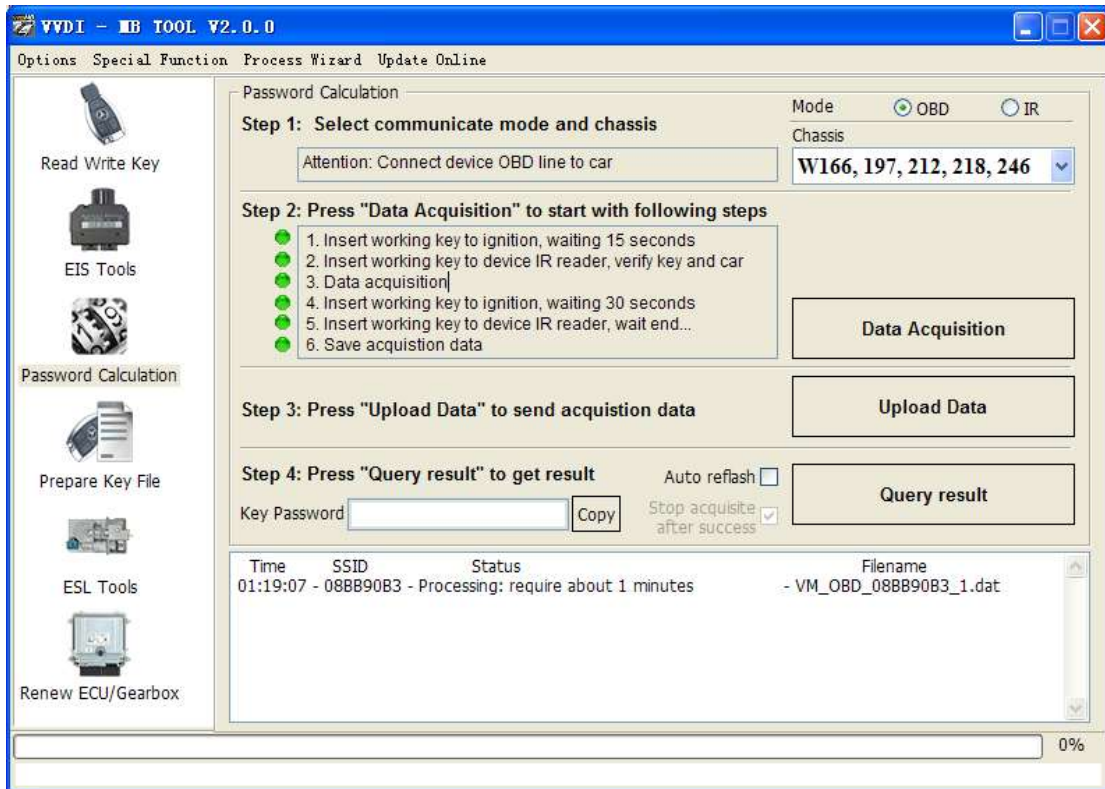 VVDI - MB TOOL V2.0.0
Options Special Function Process Wizard Update Online
Read Write Key
EIS Tools
Password Calculation
Prepare Key File
ESL Tools
Renew ECU/Gearbox
Password Calculation
Step 1: Select communicate mode and chassis
Mode OBD IR
Chassis
Attention: Connect device OBD line to car
W166, 197, 212, 218, 246
Step 2: Press "Data Acquisition" to start with following steps
1. Insert working key to ignition, waiting 15 seconds
2. Insert working key to device IR reader, verify key and car
3. Data acquisition
4. Insert working key to ignition, waiting 30 seconds
5. Insert working key to device IR reader, wait end...
6. Save acquistion data
Data Acquisition
Step 3: Press "Upload Data" to send acquistion data
Upload Data
Step 4: Press "Query result" to get result
Auto reflash
Key Password
Copy
Stop acquisite
after success
Query result
Time SSID Status Filename
01:19:07 - 08BB90B3 - Processing: require about 1 minutes - VM_OBD_08BB90B3_1.dat
0%